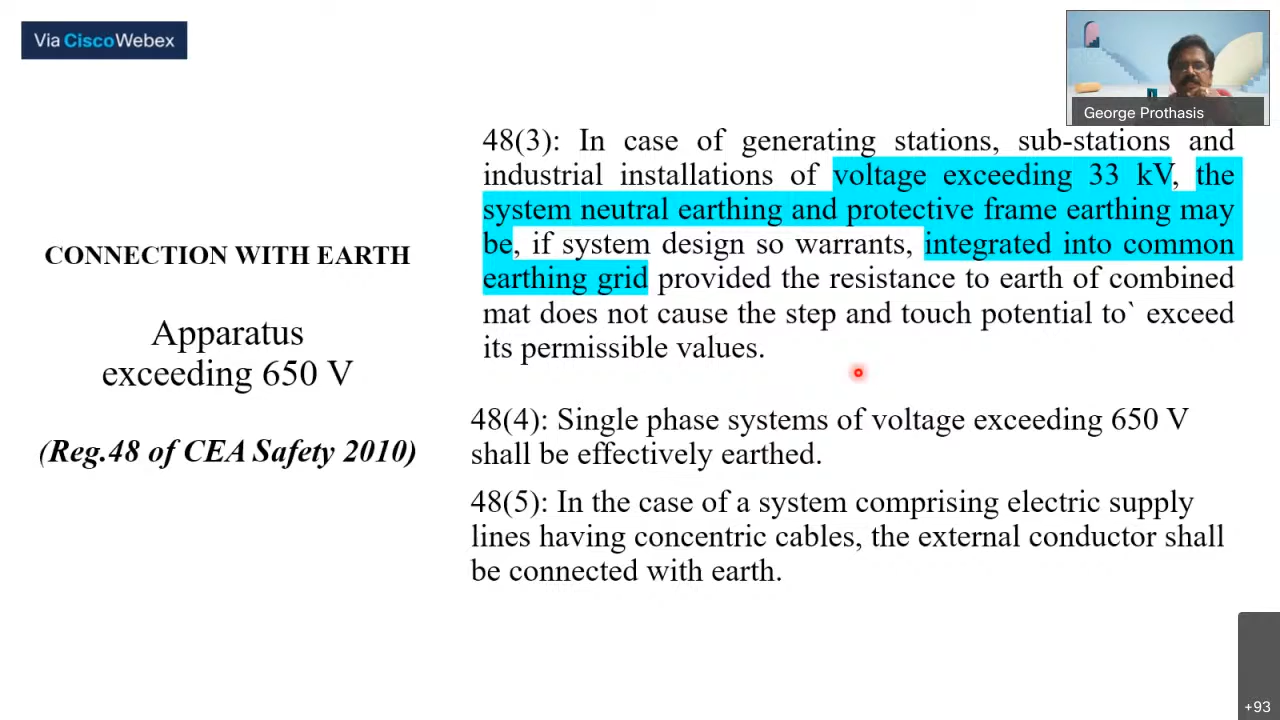 Via Cisco Webex
George Prothasis
CONNECTION WITH EARTH
Apparatus
exceeding 650 V
(Reg.48 of CEA Safety 2010)
48(3): In case of generating stations, sub-stations and
industrial installations of voltage exceeding 33 kV, the
system neutral earthing and protective frame earthing may
be, if system design so warrants, integrated into common
earthing grid provided the resistance to earth of combined
mat does not cause the step and touch potential to` exceed
its permissible values.
48(4): Single phase systems of voltage exceeding 650 V
shall be effectively earthed.
48(5): In the case of a system comprising electric supply
lines having concentric cables, the external conductor shall
be connected with earth.
+93